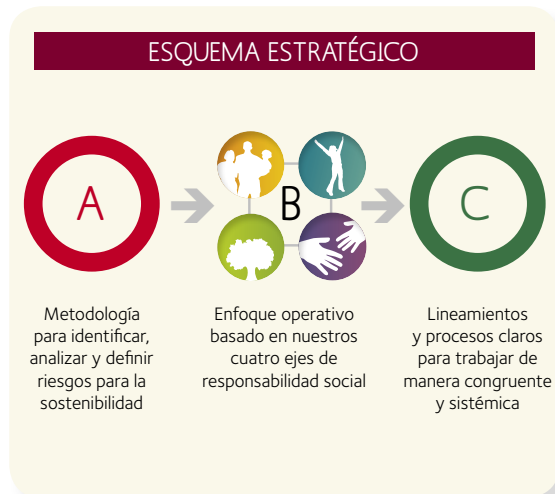 ESQUEMA ESTRATÉGICO
A
B
C
Metodología
para identificar,
analizar y definir
riesgos para la
sostenibilidad
Enfoque operativo
basado en nuestros
cuatro ejes de
responsabilidad social
Lineamientos
y procesos claros
para trabajar de
manera congruente
y sistémica